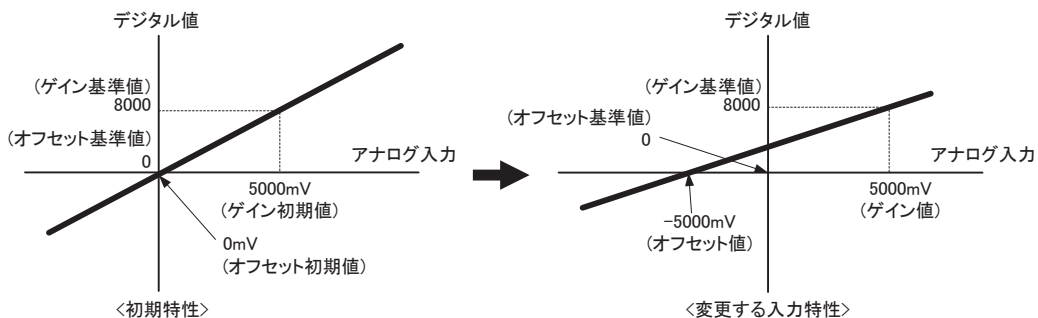 デジタル値
(ゲイン基準値)
8000
(オフセット基準値)
0
アナログ入力
5000mV
(ゲイン初期値)
0mV
(オフセット初期値)
<初期特性>
デジタル値
(ゲイン基準値)
8000
(オフセット基準値)
0
アナログ入力
5000mV
(ゲイン値)
-5000mV
(オフセット値)
<変更する入力特性>